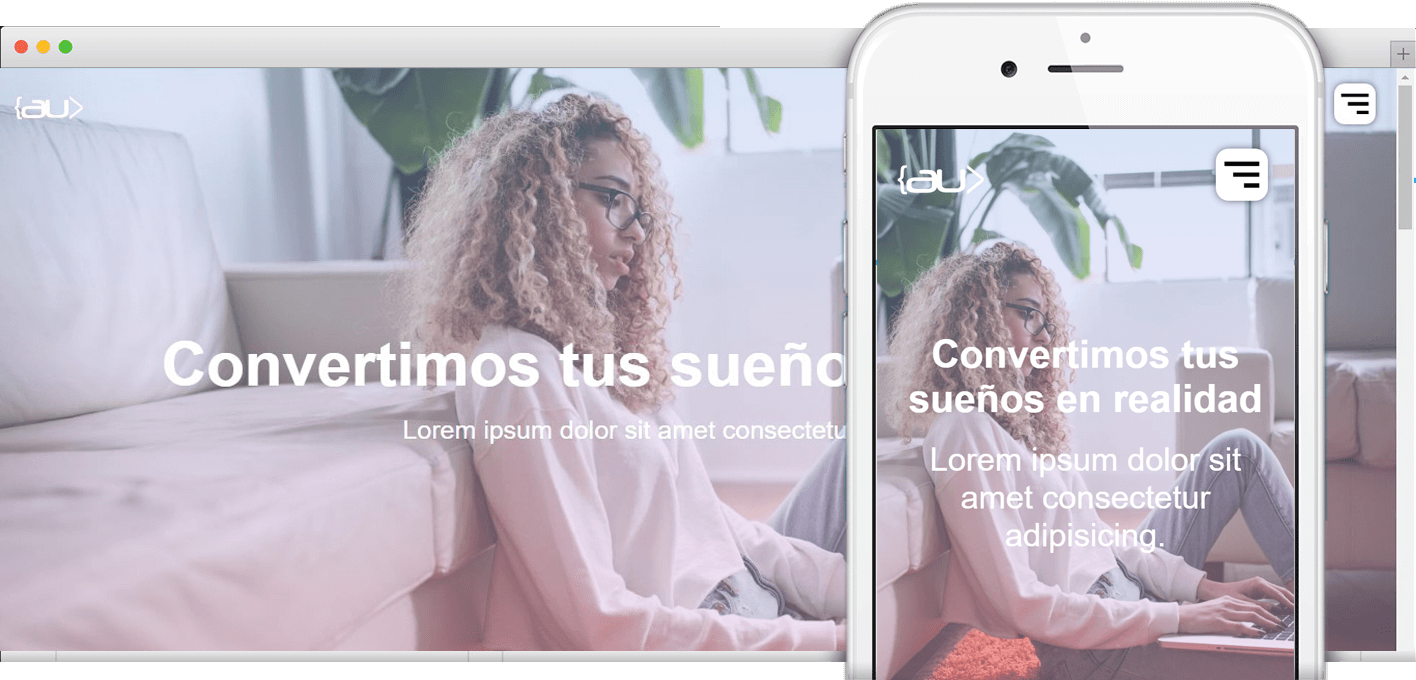 {au>
Convertimos tus sueño
Lorem ipsum dolor sit amet consectetu
{au>
Convertimos tus
sueños en realidad
Lorem ipsum dolor sit
amet consectetur
adipisicing.